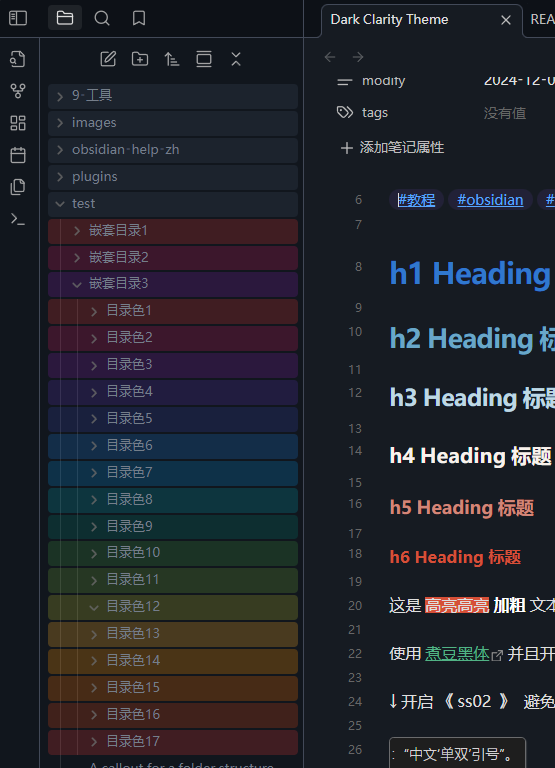 Dark Clarity Theme
REA
9-工具
images
obsidian-help-zh
plugins
test
嵌套目录1
嵌套目录2
嵌套目录3
目录色1
目录色2
目录色3
目录色4
目录色5
目录色6
目录色7
目录色8
目录色9
目录色10
目录色11
目录色12
目录色13
目录色14
目录色15
目录色16
目录色17
A callout for a folder structure
modify 2024-12-0
tags 没有值
添加笔记属性
6 #教程 #obsidian #
7
8 h1 Heading
9
10 h2 Heading 标
11
12 h3 Heading 标题
13
14 h4 Heading 标题
15
16 h5 Heading 标题
17
18 h6 Heading 标题
19
20 这是 高亮高亮 加粗 文本
21
22 使用 煮豆黑体 并且开
23
24 ↓开启 《 ss02 》 避免
25
26 : “中文‘单双’引号”。